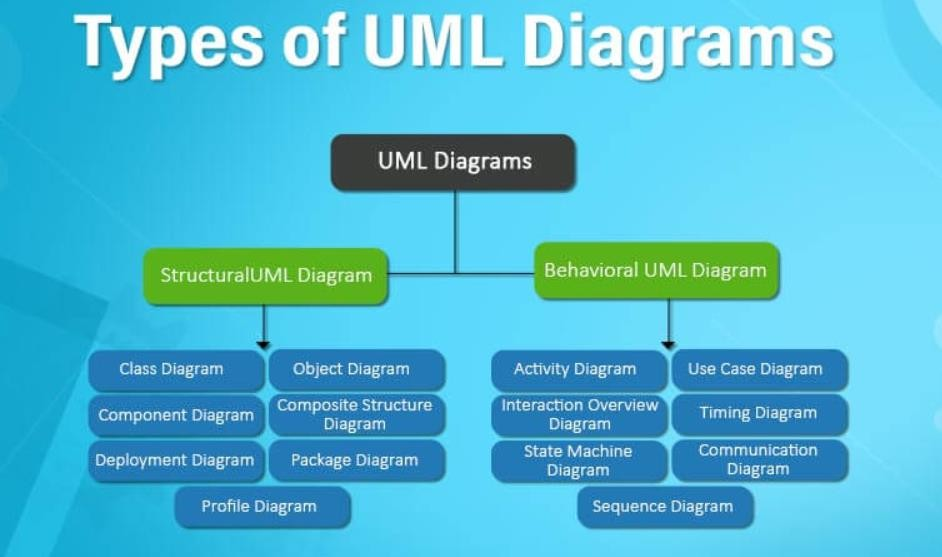 Types of UML Diagrams
UML Diagrams
StructuralUML Diagram
Behavioral UML Diagram
Class Diagram
Object Diagram
Component Diagram
Composite Structure
Diagram
Deployment Diagram
Package Diagram
Profile Diagram
Activity Diagram
Use Case Diagram
Interaction Overview
Diagram
Timing Diagram
State Machine
Diagram
Communication
Diagram
Sequence Diagram